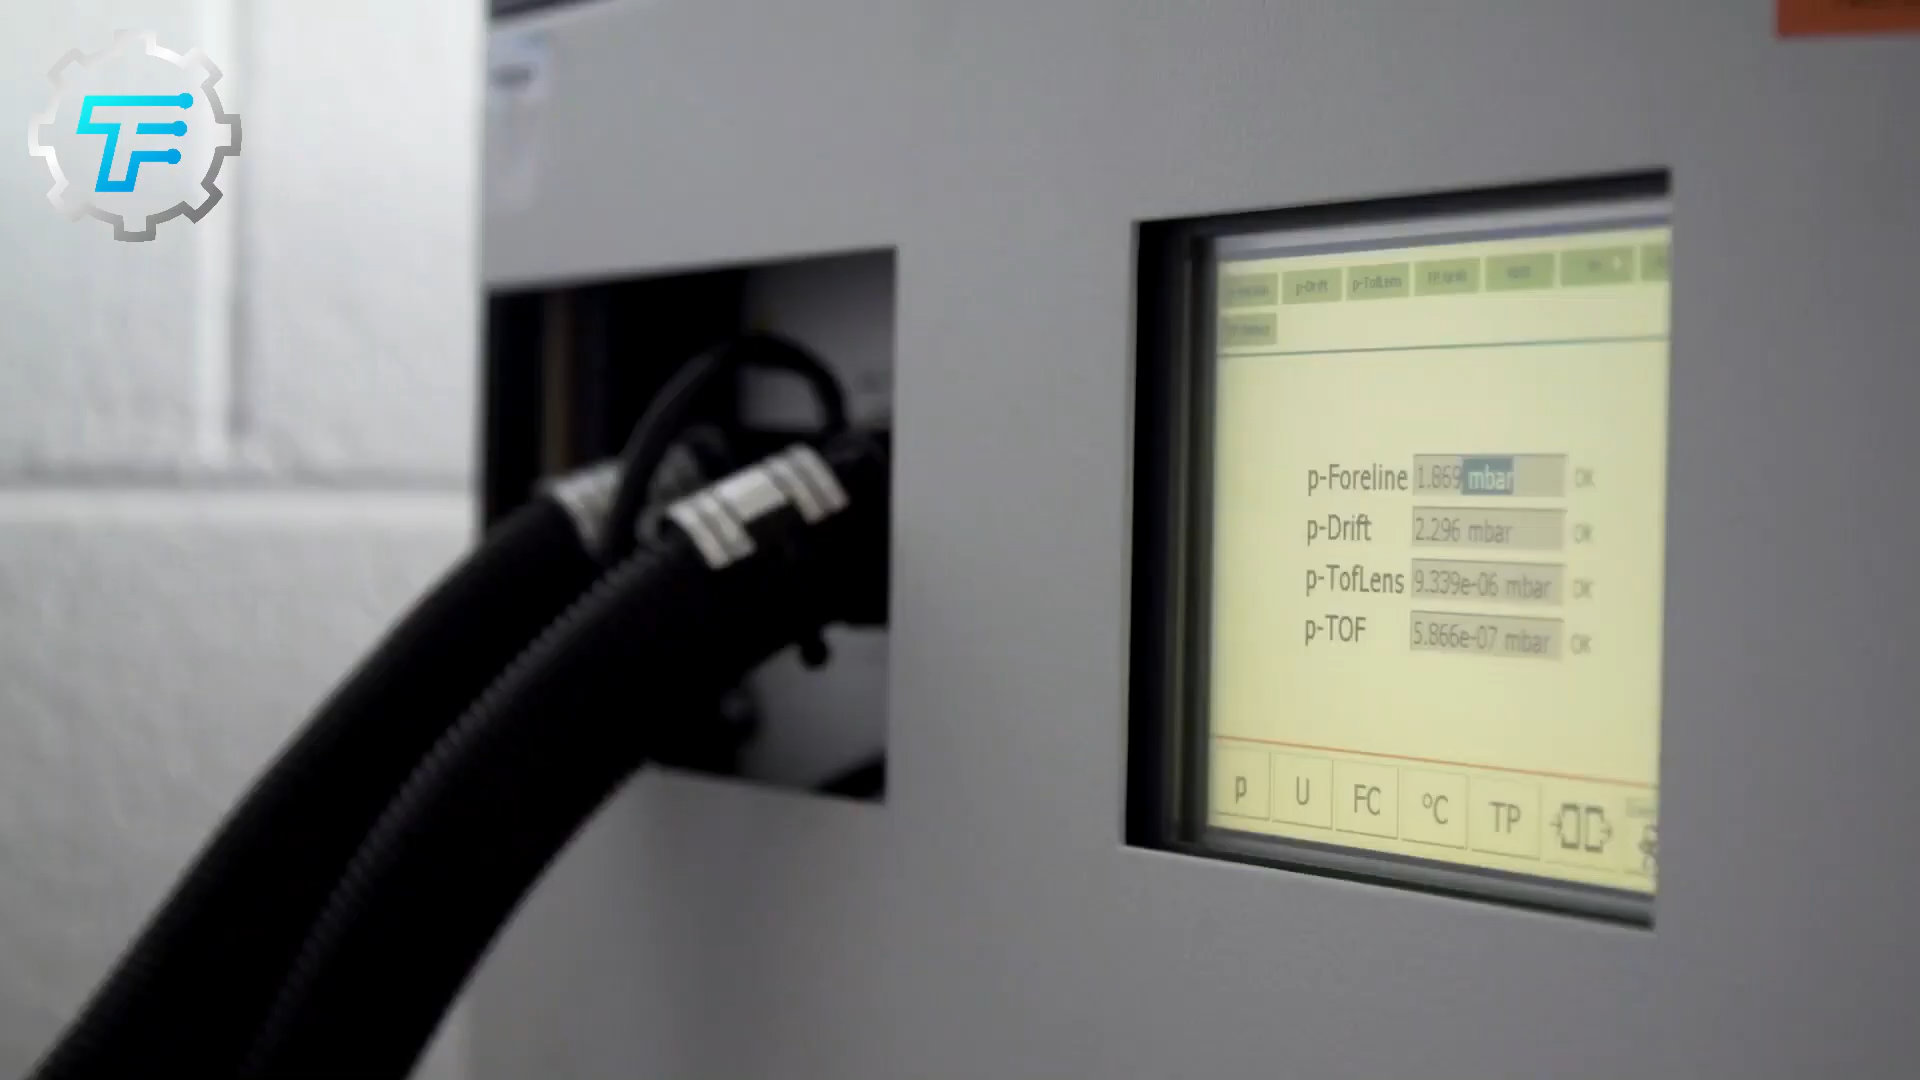 TF
p-Drift p-TofLens
p-Foreline 1.869 mbar OK
p-Drift 2.296 mbar OK
p-TofLens 9.339e-06 mbar OK
p-TOF 5.866e-07 mbar OK
p U FC °C TP